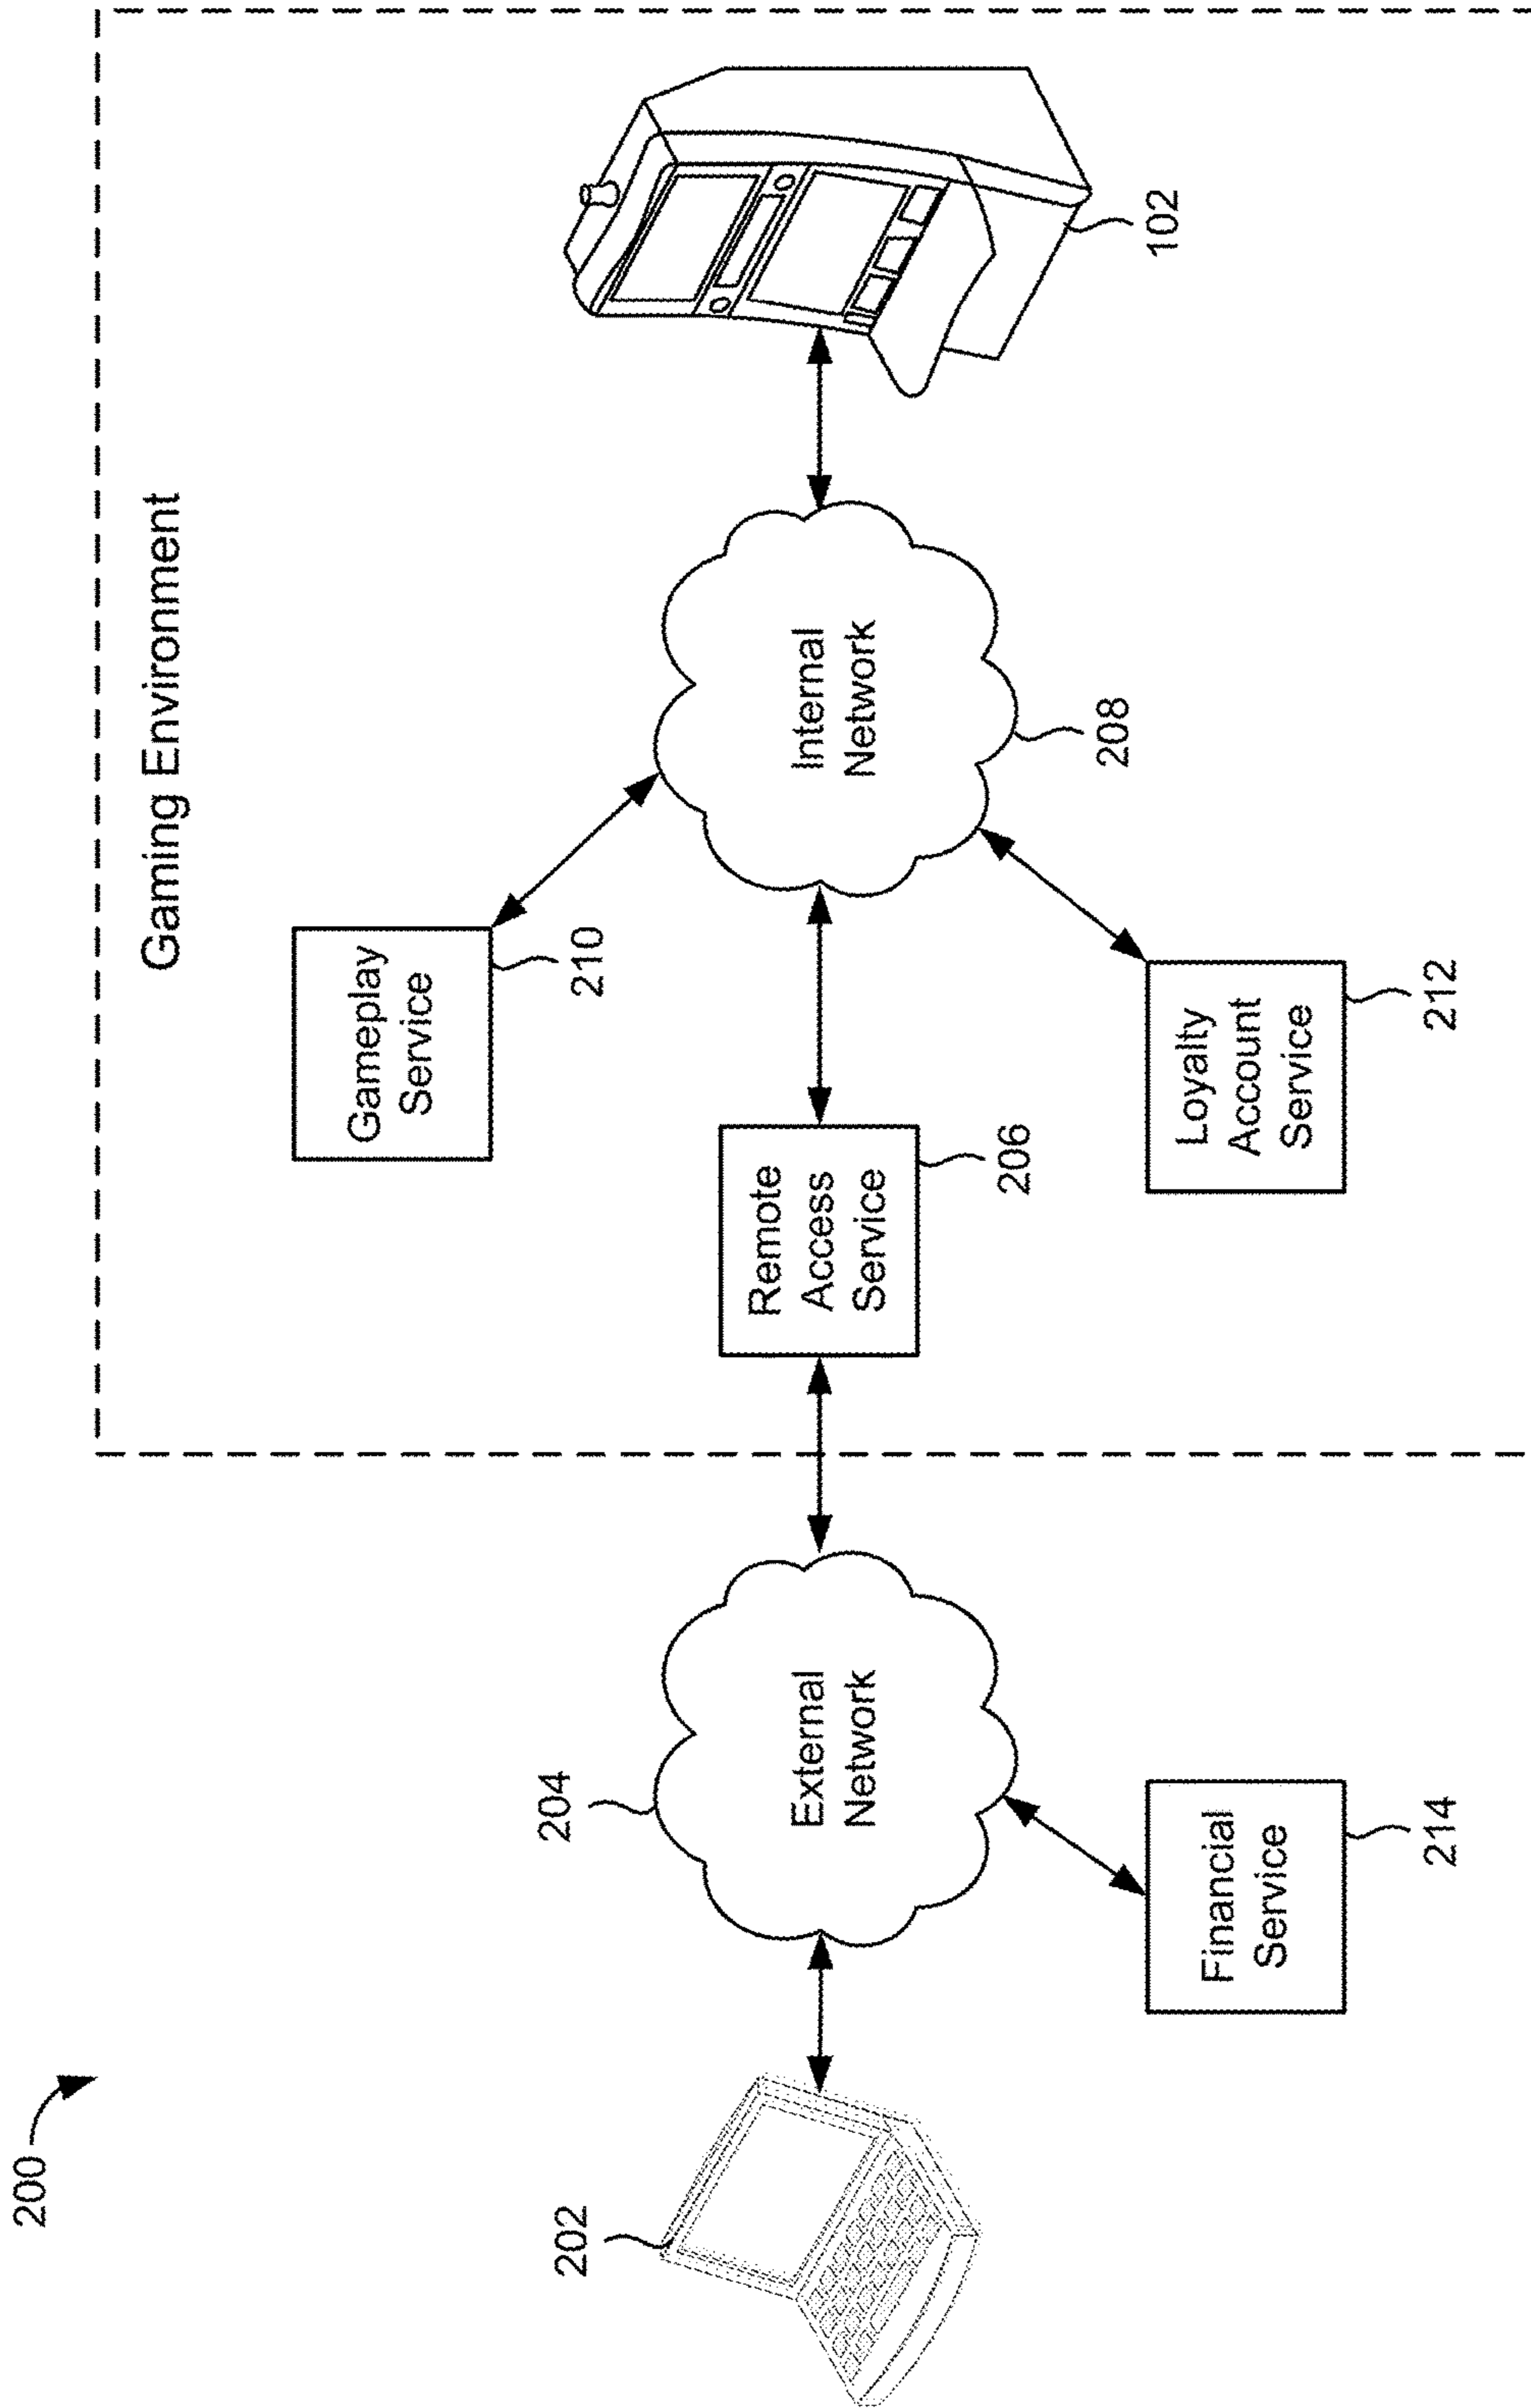 200
Gaming Environment
Gameplay
Service
210
204
202
External
Network
Remote
Access
Service
206
Internal
Network
208
102
Financial
Service
214
Loyalty
Account
Service
212